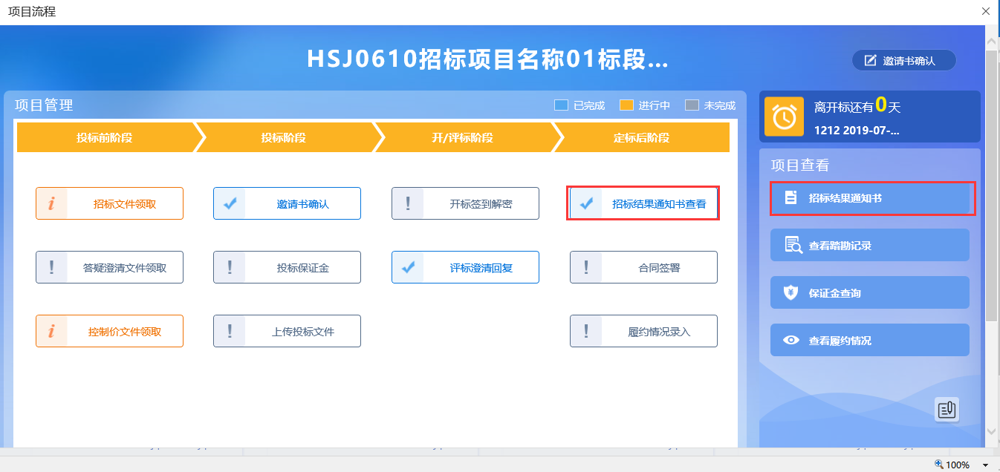 项目流程
HSJ0610招标项目名称01标段...
邀请书确认
项目管理
已完成 进行中 未完成
投标前阶段 投标阶段 开/评标阶段 定标后阶段
招标文件领取 邀请书确认 开标签到解密 招标结果通知书查看
答疑澄清文件领取 投标保证金 评标澄清回复 合同签署
控制价文件领取 上传投标文件 履约情况录入
离开标还有0天
1212 2019-07-...
项目查看
招标结果通知书
查看踏勘记录
保证金查询
查看履约情况
100%